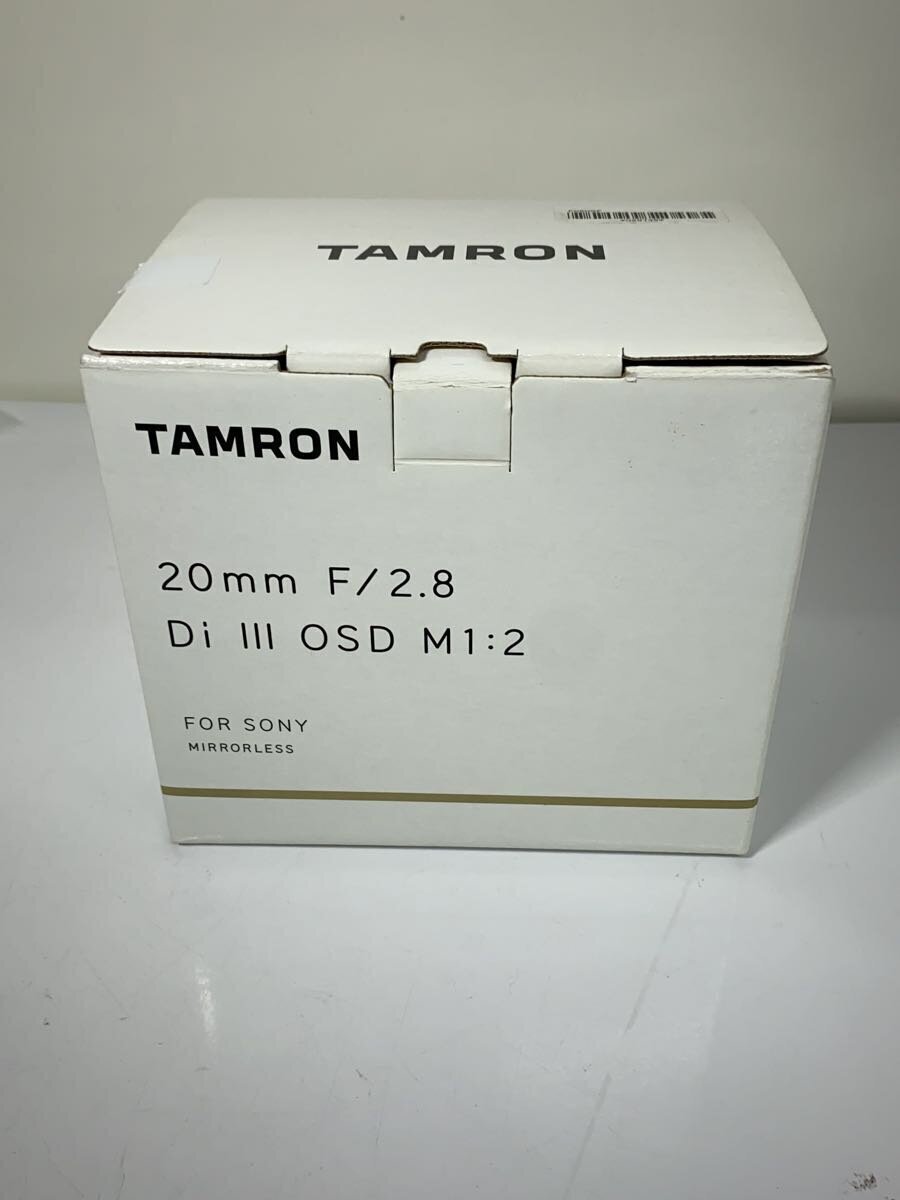 TAMRON
TAMRON
20mm F/2.8
Di III OSD M1:2
FOR SONY
MIRRORLESS